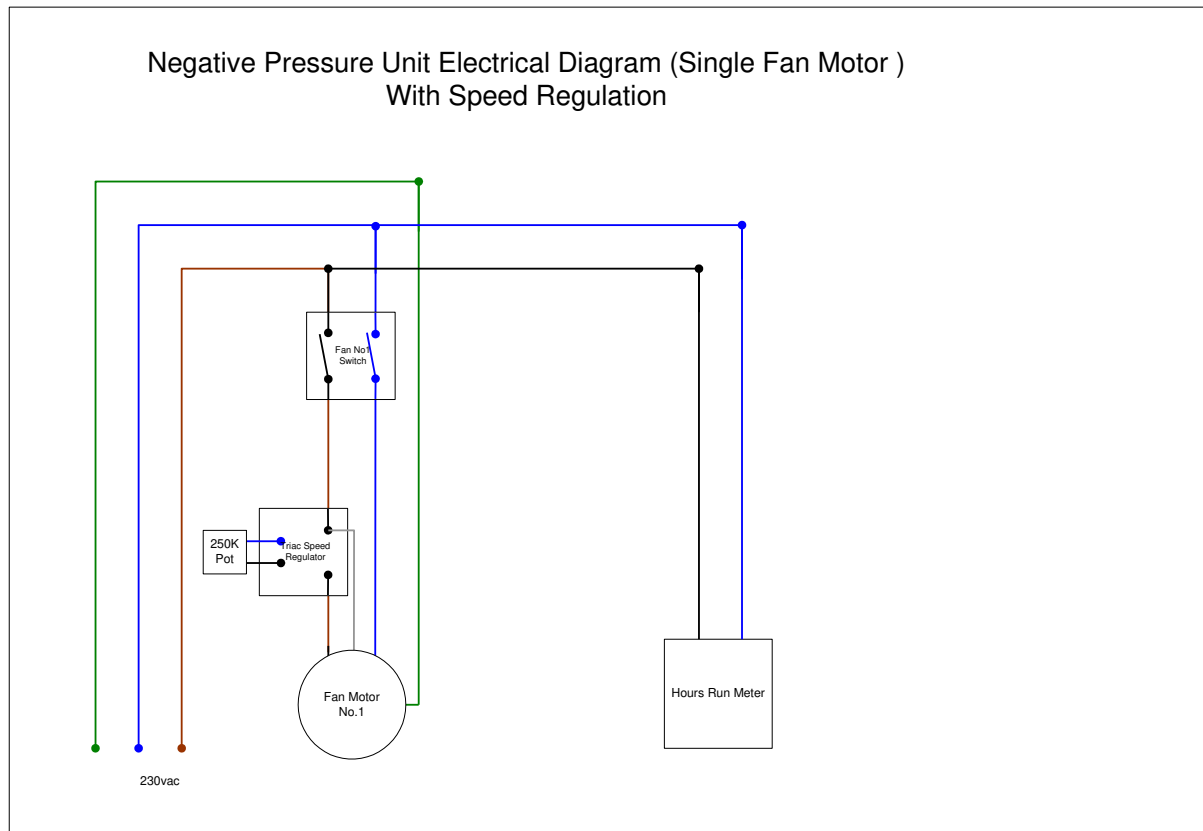 Negative Pressure Unit Electrical Diagram (Single Fan Motor )
With Speed Regulation
Fan No1
Switch
250K
Pot
Triac Speed
Regulator
Fan Motor
No.1
Hours Run Meter
230vac